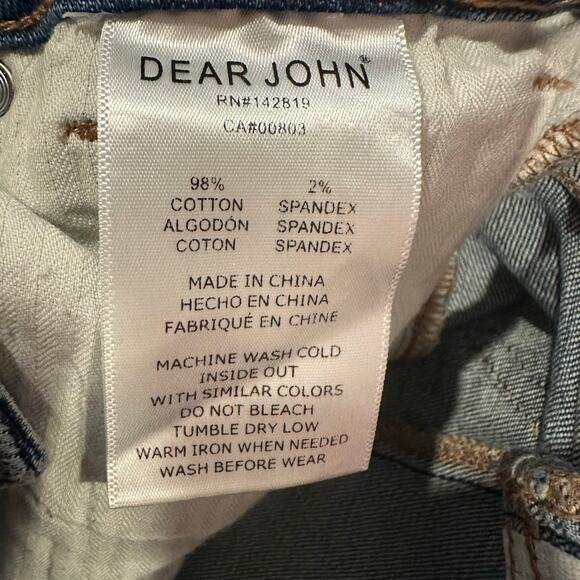 DEAR JOHN®
RN#142819
CA#00803
98% 2%
COTTON SPANDEX
ALGODÓN SPANDEX
COTON SPANDEX
MADE IN CHINA
HECHO EN CHINA
FABRIQUÉ EN CHINE
MACHINE WASH COLD
INSIDE OUT
WITH SIMILAR COLORS
DO NOT BLEACH
TUMBLE DRY LOW
WARM IRON WHEN NEEDED
WASH BEFORE WEAR